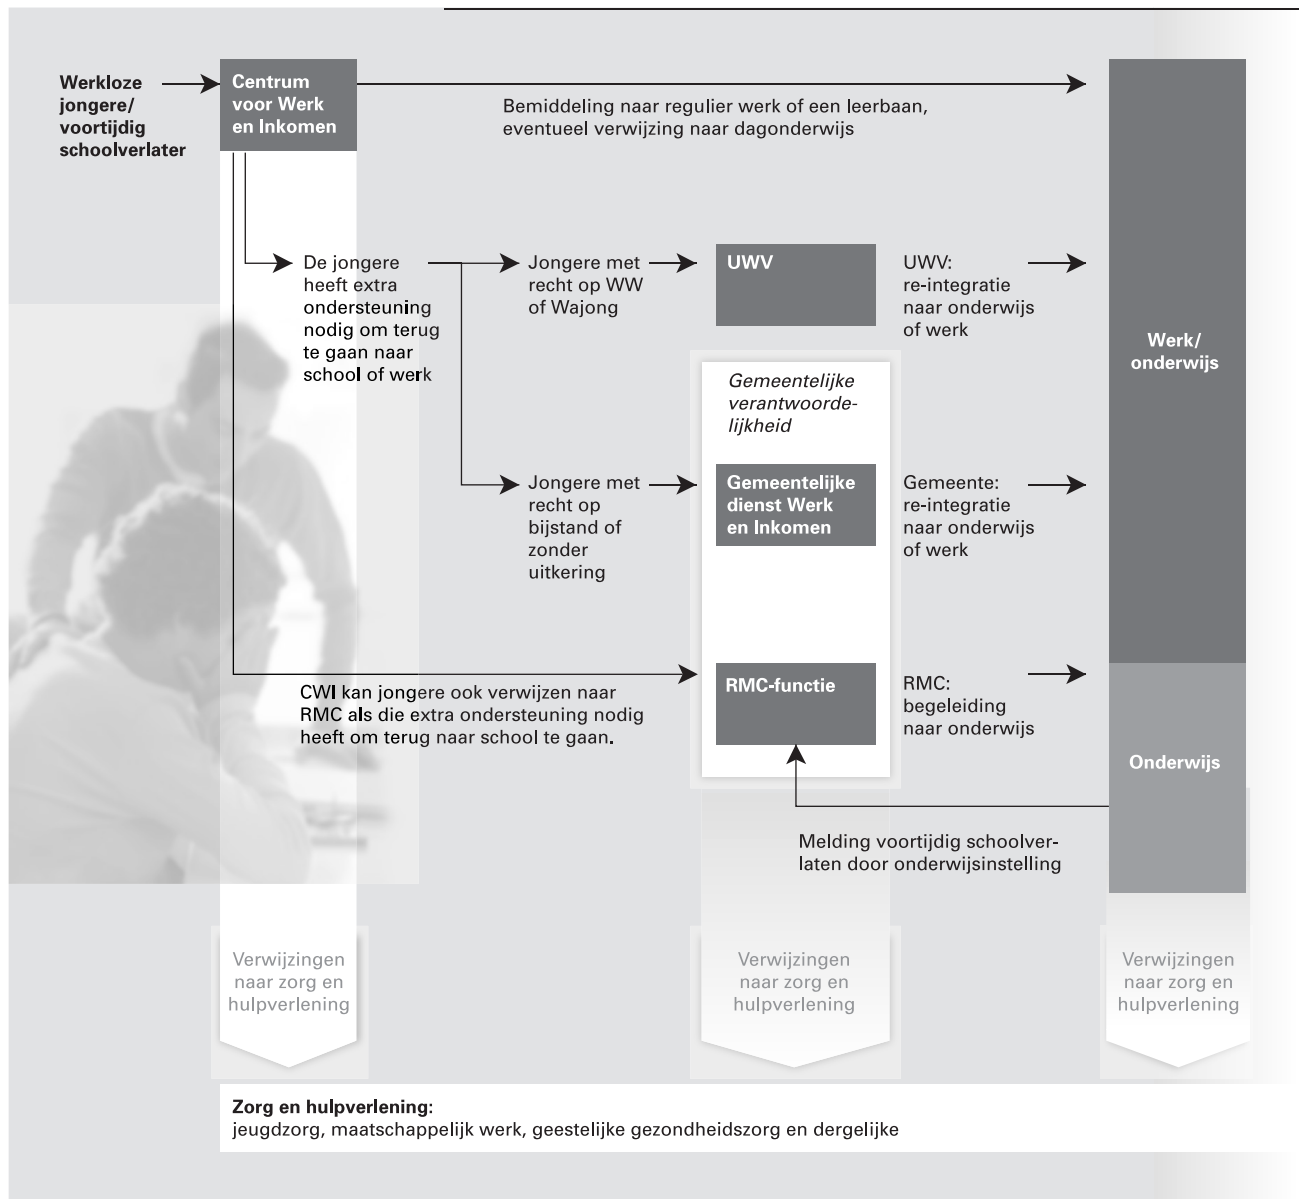 Werkloze
jongere/
voortijdig
schoolverlater
Centrum
voor Werk
en Inkomen
Bemiddeling naar regulier werk of een leerbaan,
eventueel verwijzing naar dagonderwijs
De jongere
heeft extra
ondersteuning
nodig om terug
te gaan naar
school of werk
Jongere met
recht op WW
of Wajong
UWV
UWV:
re-integratie
naar onderwijs
of werk
Werk/
onderwijs
Gemeentelijke
verantwoorde-
lijkheid
Jongere met
recht op
bijstand of
zonder
uitkering
Gemeentelijke
dienst Werk
en Inkomen
Gemeente:
re-integratie
naar onderwijs
of werk
CWI kan jongere ook verwijzen naar
RMC als die extra ondersteuning nodig
heeft om terug naar school te gaan.
RMC-functie
RMC:
begeleiding
naar onderwijs
Onderwijs
Melding voortijdig schoolver-
laten door onderwijsinstelling
Verwijzingen
naar zorg en
hulpverlening
Verwijzingen
naar zorg en
hulpverlening
Verwijzingen
naar zorg en
hulpverlening
Zorg en hulpverlening:
jeugdzorg, maatschappelijk werk, geestelijke gezondheidszorg en dergelijke